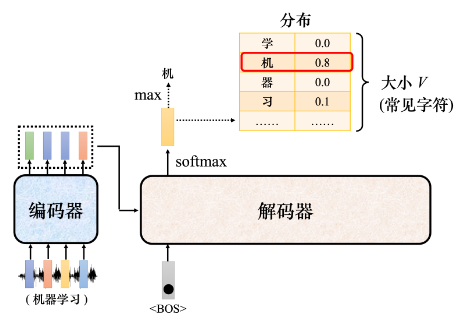 分布
学 0.0
机 0.8
器 0.0
习 0.1
…… ……
大小 V
(常见字符)
机
max
softmax
编码器
解码器
(机器学习)
<BOS>